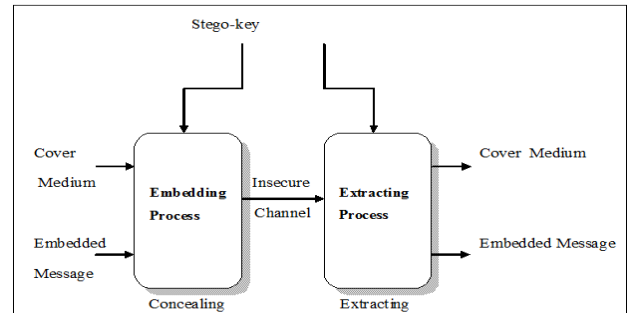 Stego-key
Cover
Medium
Embedding
Process
Insecure
Channel
Extracting
Process
Cover Medium
Embedded
Message
Embedded Message
Concealing
Extracting